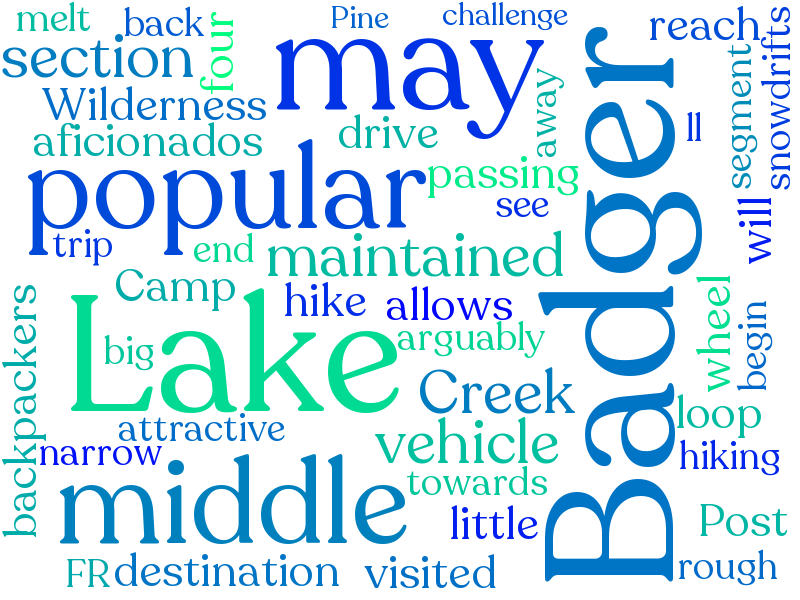 melt
back
Pine
challenge
reach
section
four
may
Wilderness
aficionados
drive
away
ll
segment
snowdrifts
popular
passing
see
trip
end
maintained
will
Camp
hike
allows
Badger
Lake
big
arguably
wheel
begin
backpackers
Creek
attractive
narrow
vehicle
loop
hiking
middle
towards
little
Post
FR
destination
visited
rough